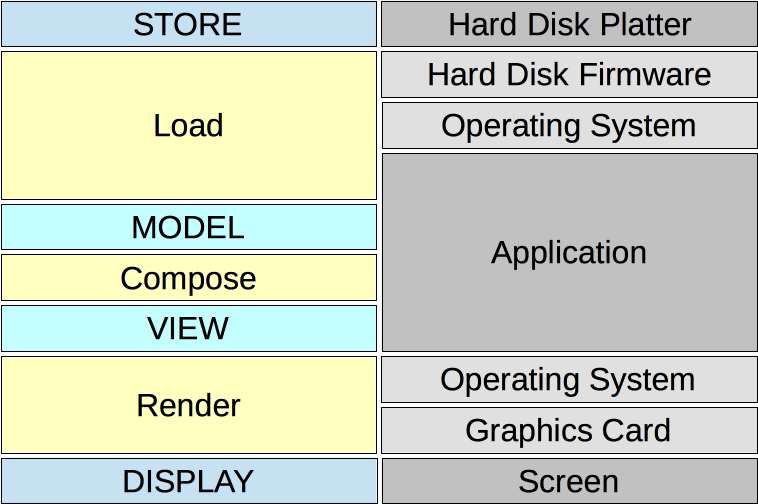 STORE
Hard Disk Platter
Load
Hard Disk Firmware
Operating System
MODEL
Application
Compose
VIEW
Render
Operating System
Graphics Card
DISPLAY
Screen